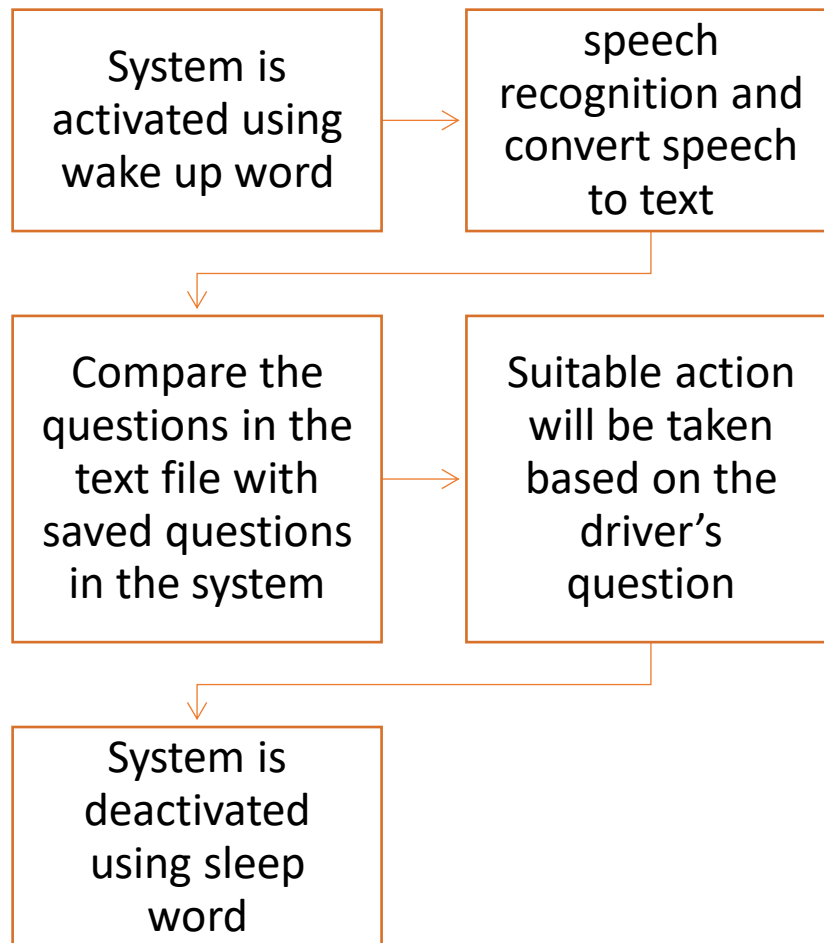 System is
activated using
wake up word
speech
recognition and
convert speech
to text
Compare the
questions in the
text file with
saved questions
in the system
Suitable action
will be taken
based on the
driver’s
question
System is
deactivated
using sleep
word